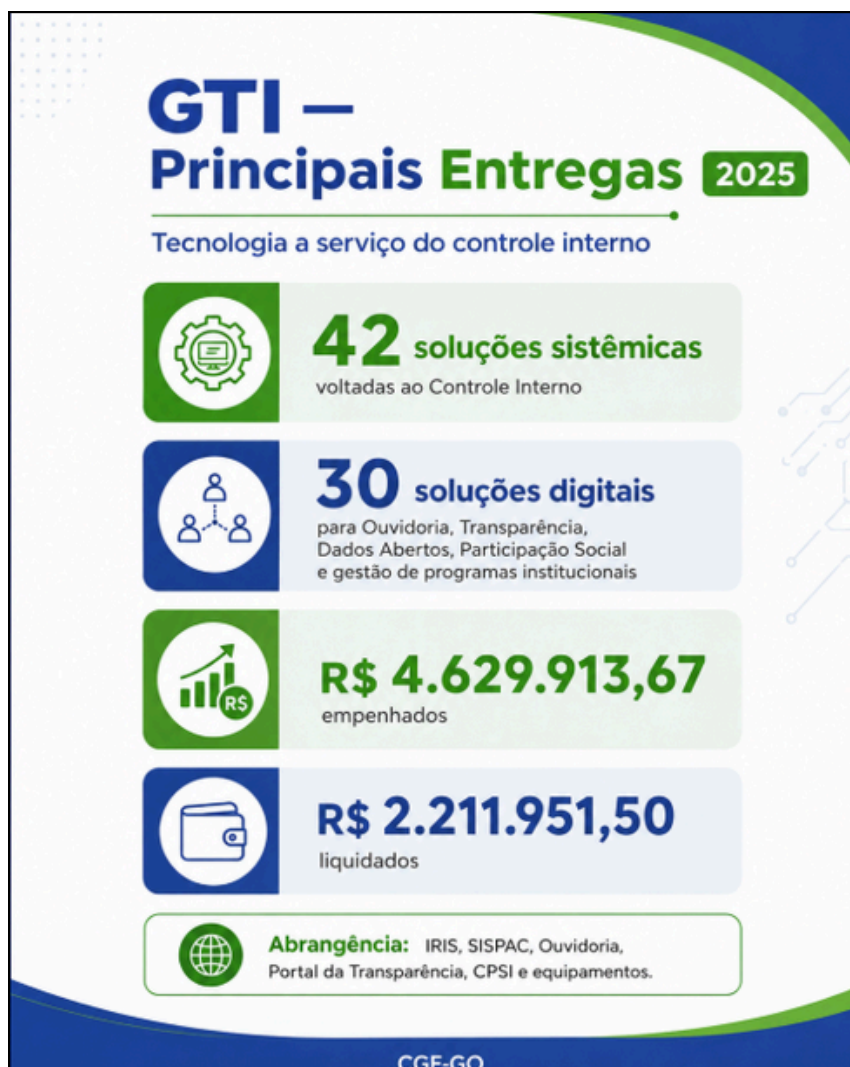 GTI —
Principais Entregas 2025
Tecnologia a serviço do controle interno
42 soluções sistêmicas
voltadas ao Controle Interno
30 soluções digitais
para Ouvidoria, Transparência,
Dados Abertos, Participação Social
e gestão de programas institucionais
R$
R$ 4.629.913,67
empenhados
R$ 2.211.951,50
liquidados
Abrangência: IRIS, SISPAC, Ouvidoria,
Portal da Transparência, CPSI e equipamentos.
CGE-GO